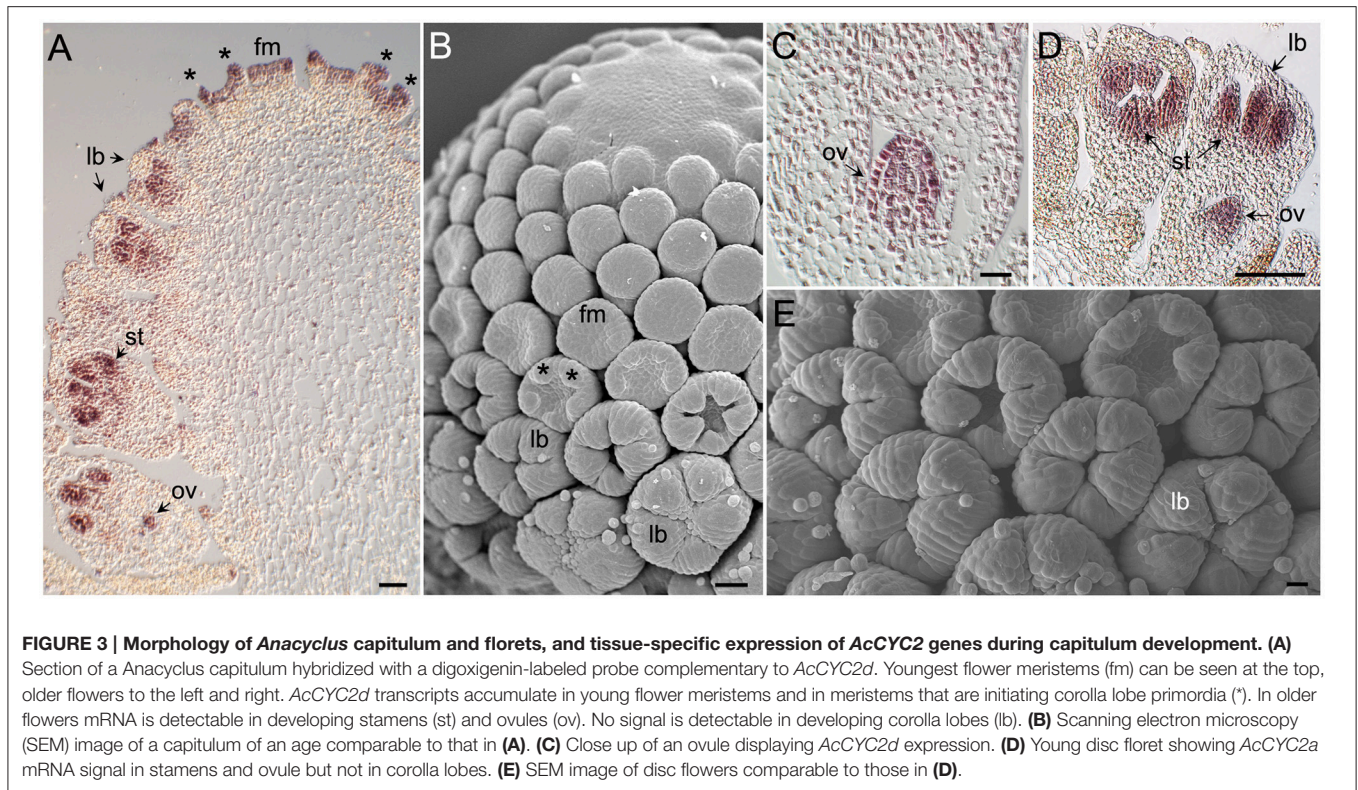 A
* fm * *
*
lb
st
ov
B
fm
* *
lb
lb
C
ov
D
lb
st
ov
E
lb
FIGURE 3 | Morphology of Anacyclus capitulum and florets, and tissue-specific expression of AcCYC2 genes during capitulum development. (A)
Section of a Anacyclus capitulum hybridized with a digoxigenin-labeled probe complementary to AcCYC2d. Youngest flower meristems (fm) can be seen at the top,
older flowers to the left and right. AcCYC2d transcripts accumulate in young flower meristems and in meristems that are initiating corolla lobe primordia (*). In older
flowers mRNA is detectable in developing stamens (st) and ovules (ov). No signal is detectable in developing corolla lobes (lb). (B) Scanning electron microscopy
(SEM) image of a capitulum of an age comparable to that in (A). (C) Close up of an ovule displaying AcCYC2d expression. (D) Young disc floret showing AcCYC2a
mRNA signal in stamens and ovule but not in corolla lobes. (E) SEM image of disc flowers comparable to those in (D).